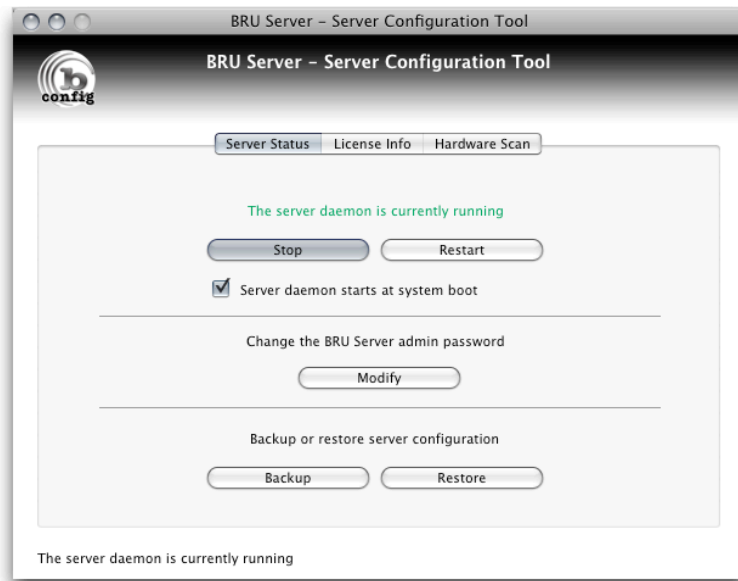 BRU Server – Server Configuration Tool
BRU Server – Server Configuration Tool
b
config
Server Status License Info Hardware Scan
The server daemon is currently running
Stop Restart
Server daemon starts at system boot
Change the BRU Server admin password
Modify
Backup or restore server configuration
Backup Restore
The server daemon is currently running